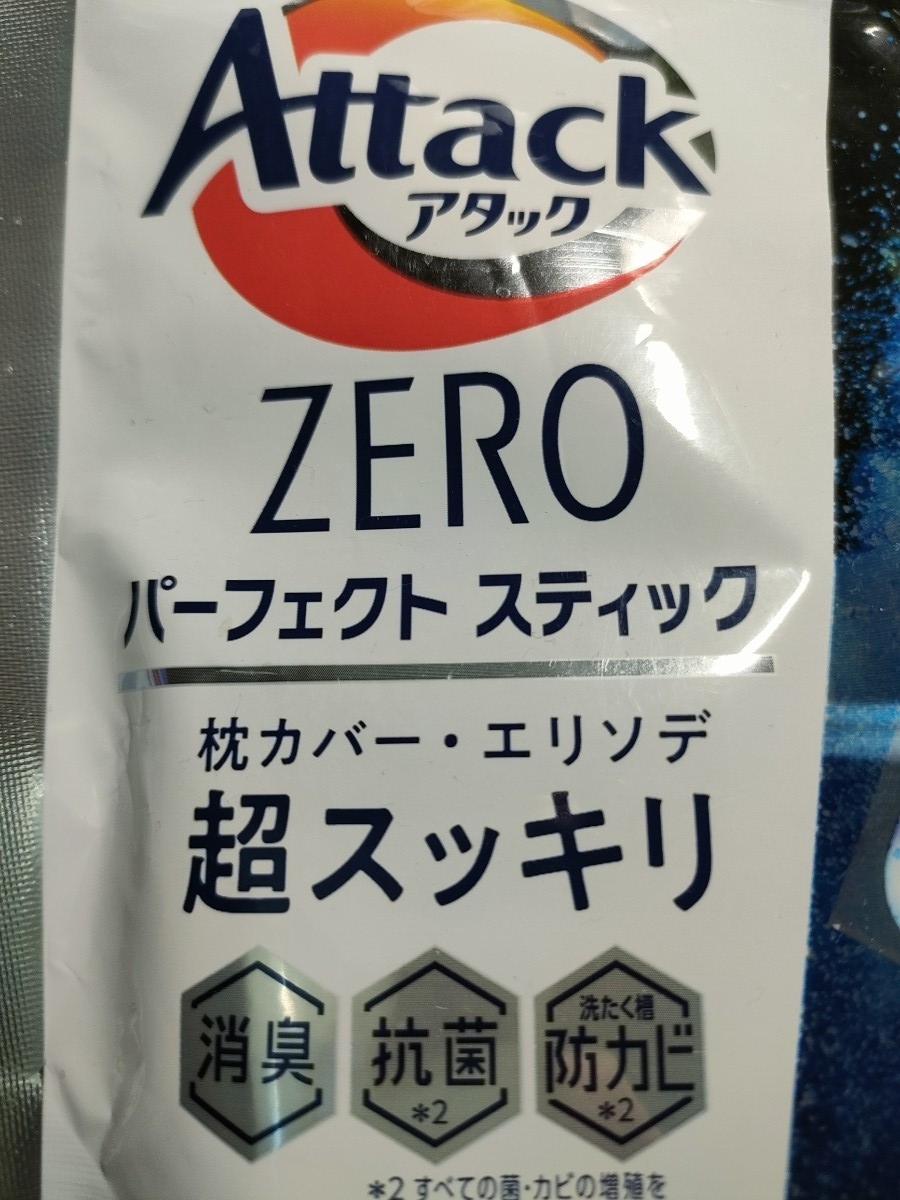 Attack
アタック
ZERO
パーフェクト スティック
枕カバー・エリソデ
超スッキリ
消臭
抗菌
*2
洗たく槽
防カビ
*2
*2 すべての菌・カビの増殖を